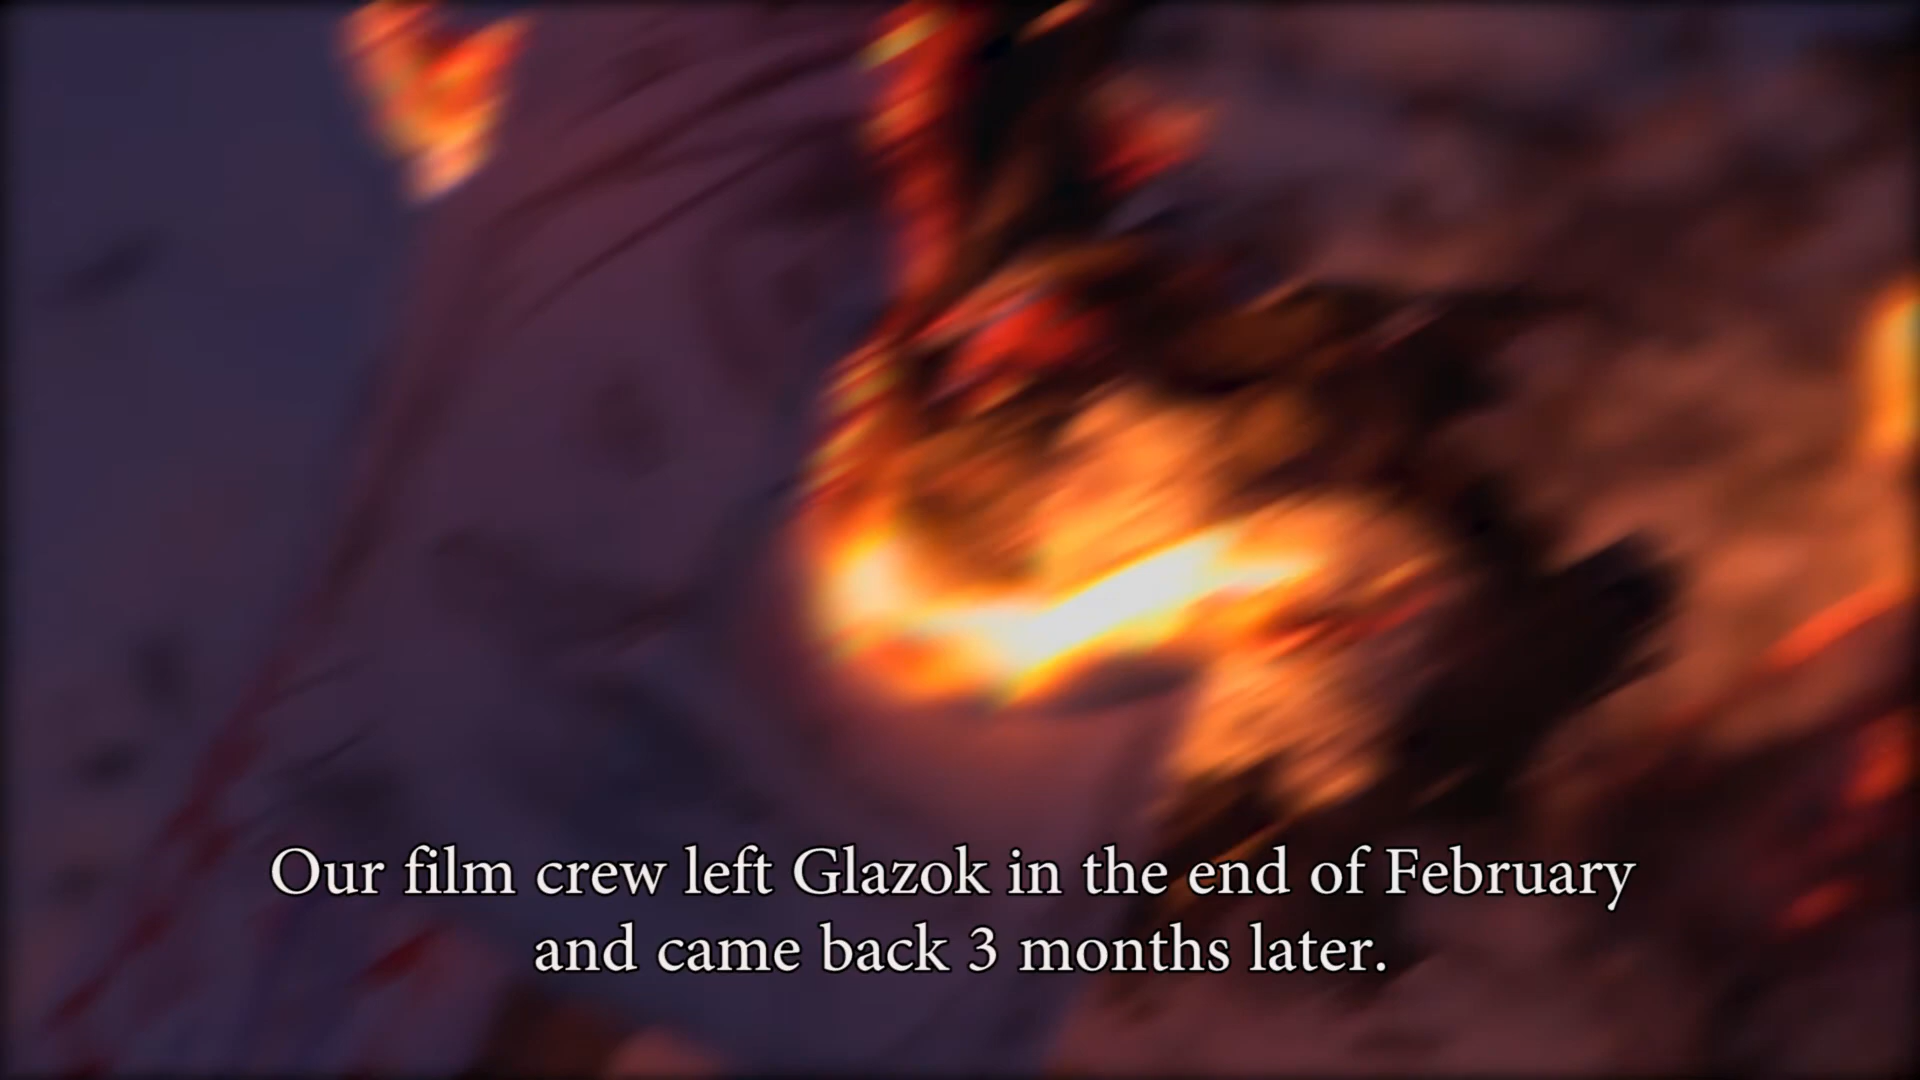 Our film crew left Glazok in the end of February
and came back 3 months later.